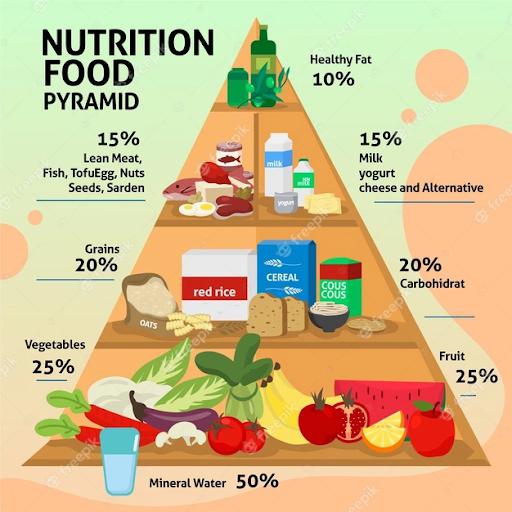 NUTRITION
FOOD
PYRAMID
Healthy Fat
10%
15%
Lean Meat,
Fish, TofuEgg, Nuts
Seeds, Sarden
15%
Milk
yogurt
cheese and Alternative
milk
SOY
MILK
yogurt
Grains
20%
20%
Carbohidrat
red rice
CEREAL
COUS
COUS
OATS
Vegetables
25%
Fruit
25%
Mineral Water 50%
freepik